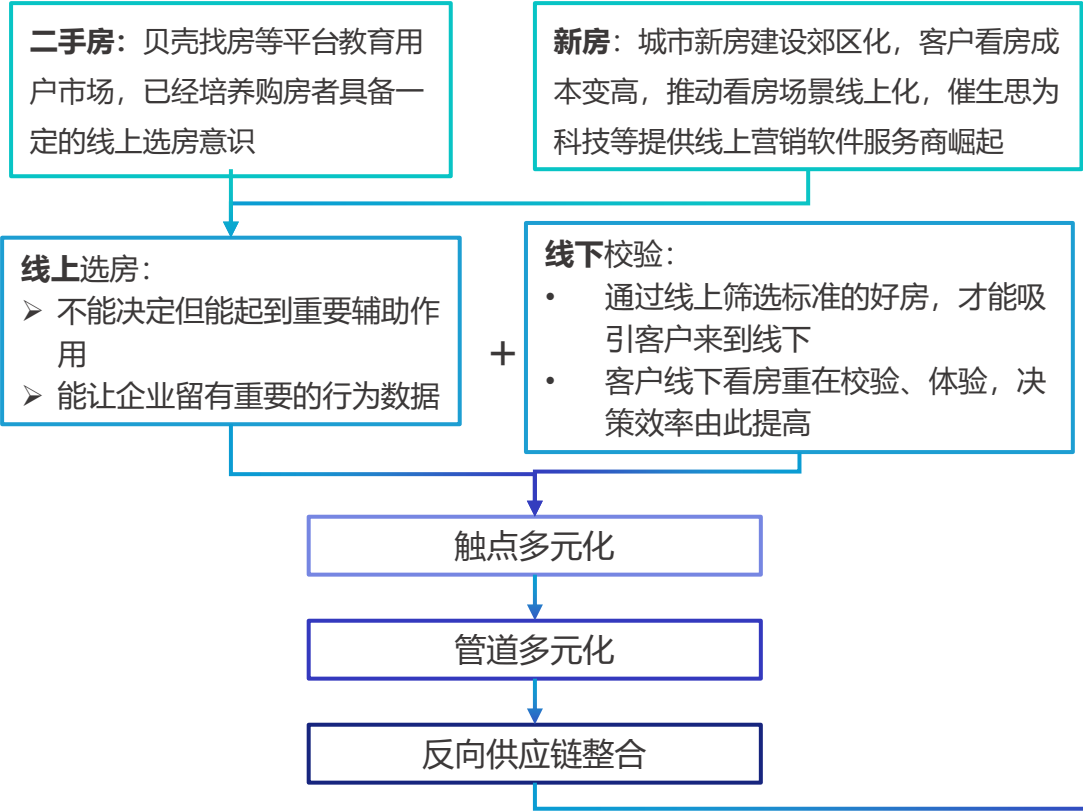 二手房：贝壳找房等平台教育用
户市场，已经培养购房者具备一
定的线上选房意识
新房：城市新房建设郊区化，客户看房成
本变高，推动看房场景线上化，催生思为
科技等提供线上营销软件服务商崛起
线上选房：
➢ 不能决定但能起到重要辅助作
用
➢ 能让企业留有重要的行为数据
+
线下校验：
• 通过线上筛选标准的好房，才能吸
引客户来到线下
• 客户线下看房重在校验、体验，决
策效率由此提高
触点多元化
管道多元化
反向供应链整合